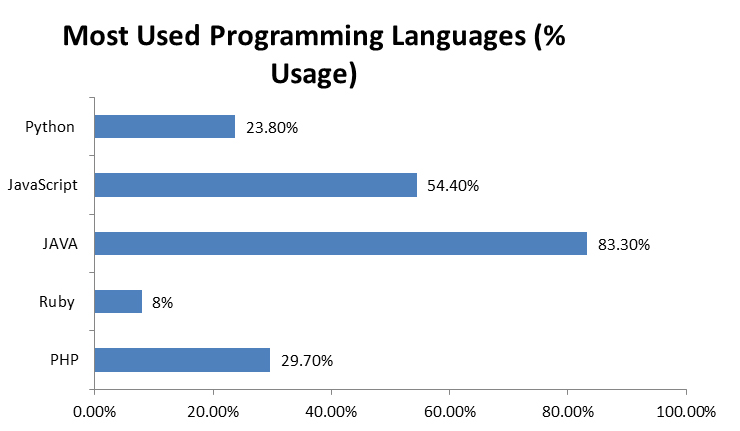 Most Used Programming Languages (%
Usage)
Python
23.80%
JavaScript
54.40%
JAVA
83.30%
Ruby
8%
PHP
29.70%
0.00% 20.00% 40.00% 60.00% 80.00% 100.00%